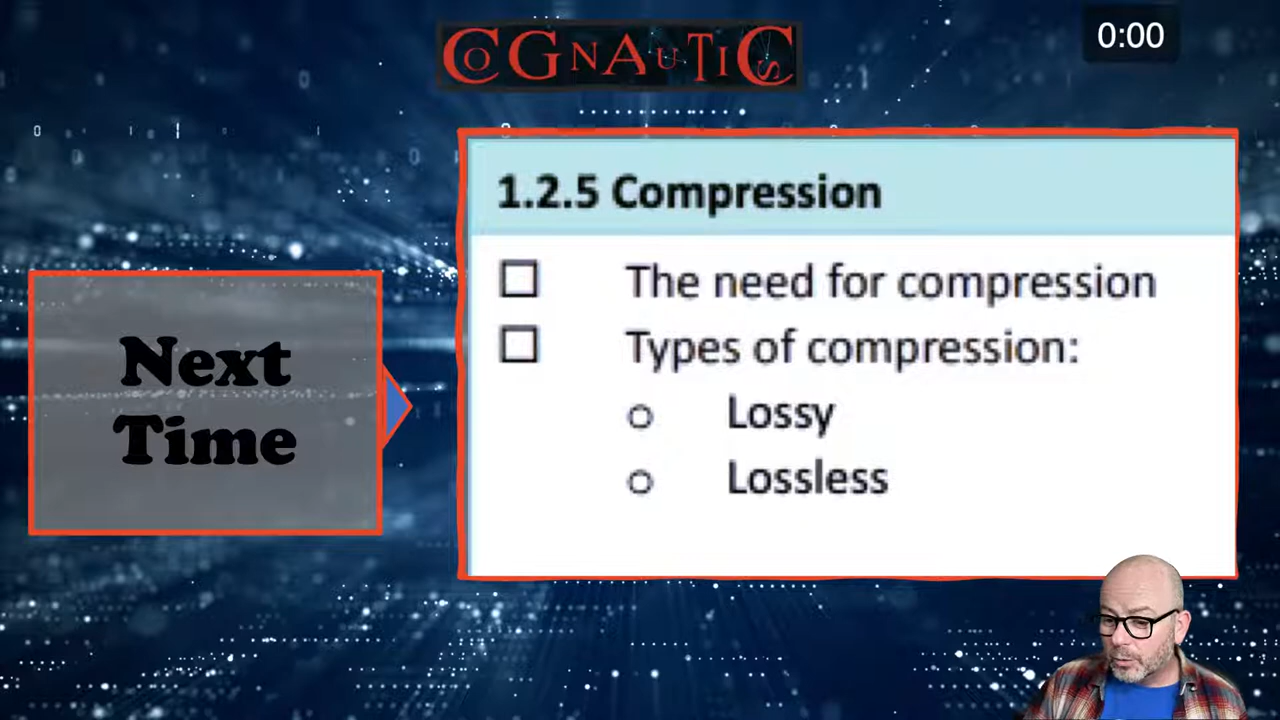 COGNAUTICS
0:00
1.2.5 Compression
The need for compression
Types of compression:
Lossy
Lossless
Next
Time